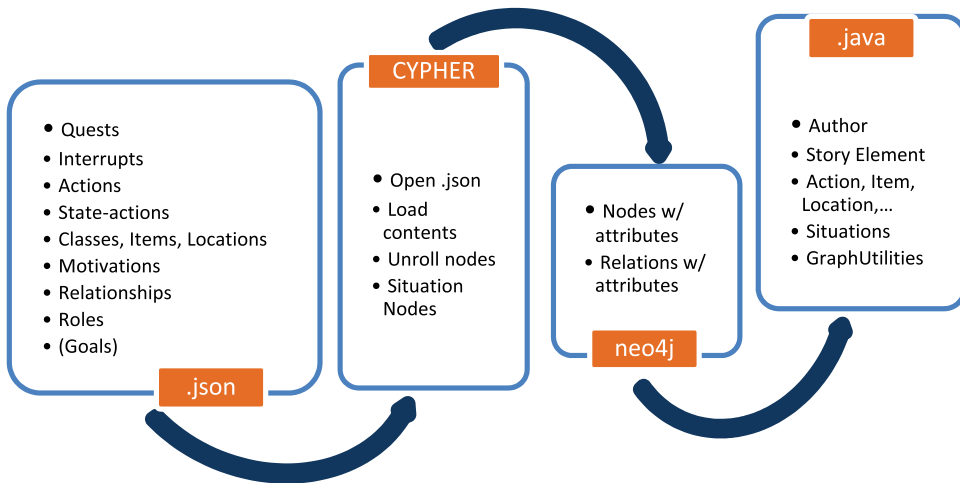 • Quests
• Interrupts
• Actions
• State-actions
• Classes, Items, Locations
• Motivations
• Relationships
• Roles
• (Goals)
.json
CYPHER
• Open .json
• Load
contents
• Unroll nodes
• Situation
Nodes
• Nodes w/
attributes
• Relations w/
attributes
neo4j
.java
• Author
• Story Element
• Action, Item,
Location,...
• Situations
• GraphUtilities